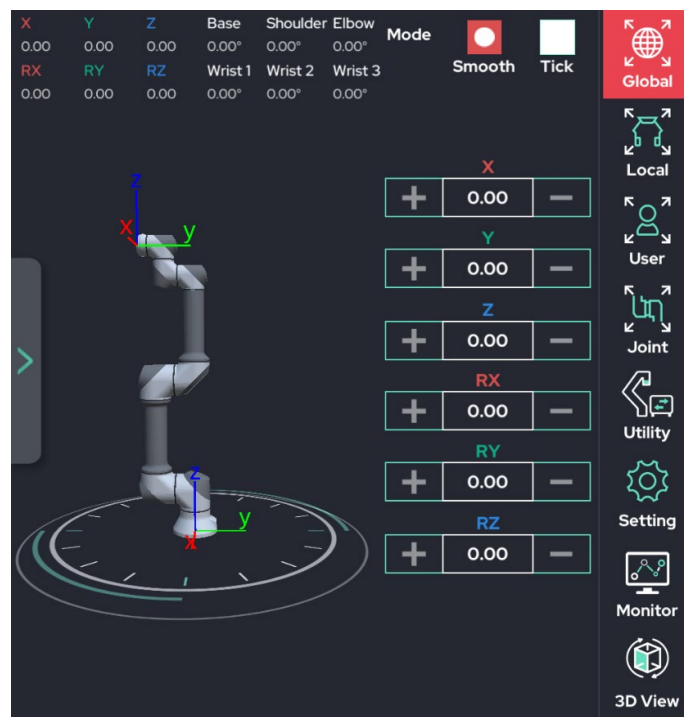 X Y Z Base Shoulder Elbow
0.00 0.00 0.00 0.00° 0.00° 0.00°
RX RY RZ Wrist 1 Wrist 2 Wrist 3
0.00 0.00 0.00 0.00° 0.00° 0.00°
Mode
Smooth Tick
Global
Local
User
Joint
Utility
Setting
Monitor
3D View
X
+ 0.00 −
Y
+ 0.00 −
Z
+ 0.00 −
RX
+ 0.00 −
RY
+ 0.00 −
RZ
+ 0.00 −
z
x y
z
y
x